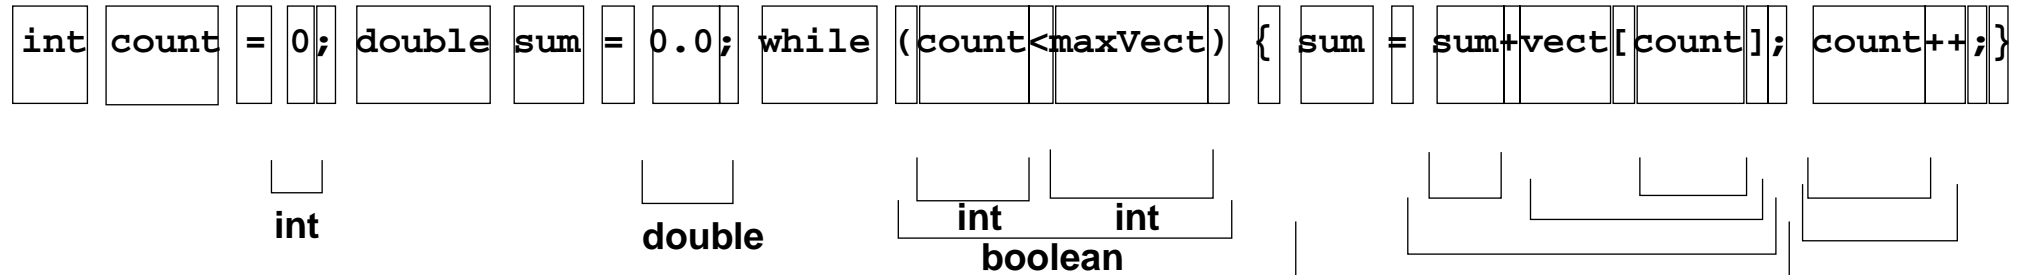 int count = 0; double sum = 0.0; while (count<maxVect) { sum = sum+vect[count]; count++;}
int int
int double
boolean